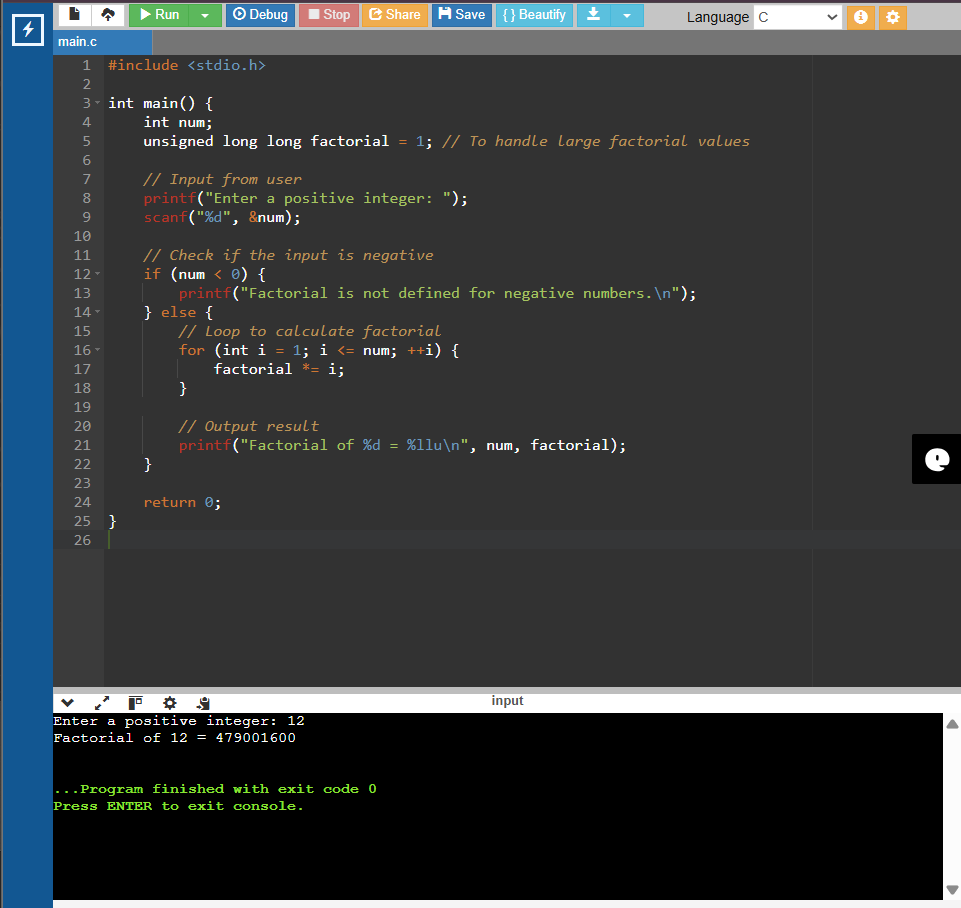 Run Debug Stop Share Save { } Beautify Language C
main.c
1 #include <stdio.h>
2
3 int main() {
4     int num;
5     unsigned long long factorial = 1; // To handle large factorial values
6
7     // Input from user
8     printf("Enter a positive integer: ");
9     scanf("%d", &num);
10
11     // Check if the input is negative
12     if (num < 0) {
13         printf("Factorial is not defined for negative numbers.\n");
14     } else {
15         // Loop to calculate factorial
16         for (int i = 1; i <= num; ++i) {
17             factorial *= i;
18         }
19
20         // Output result
21         printf("Factorial of %d = %llu\n", num, factorial);
22     }
23
24     return 0;
25 }
26
input
Enter a positive integer: 12
Factorial of 12 = 479001600
...Program finished with exit code 0
Press ENTER to exit console.